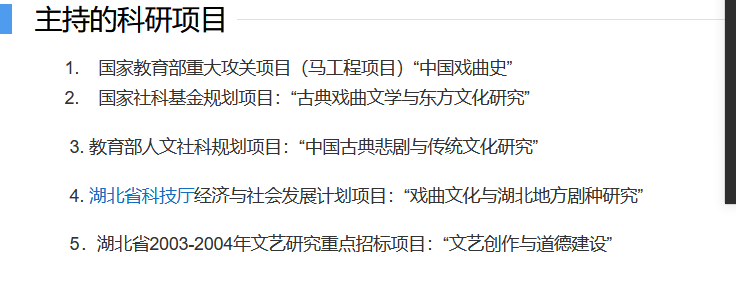 主持的科研项目
1. 国家教育部重大攻关项目（马工程项目）“中国戏曲史”
2. 国家社科基金规划项目：“古典戏曲文学与东方文化研究”
3. 教育部人文社科规划项目：“中国古典悲剧与传统文化研究”
4. 湖北省科技厅经济与社会发展计划项目：“戏曲文化与湖北地方剧种研究”
5．湖北省2003-2004年文艺研究重点招标项目：“文艺创作与道德建设”